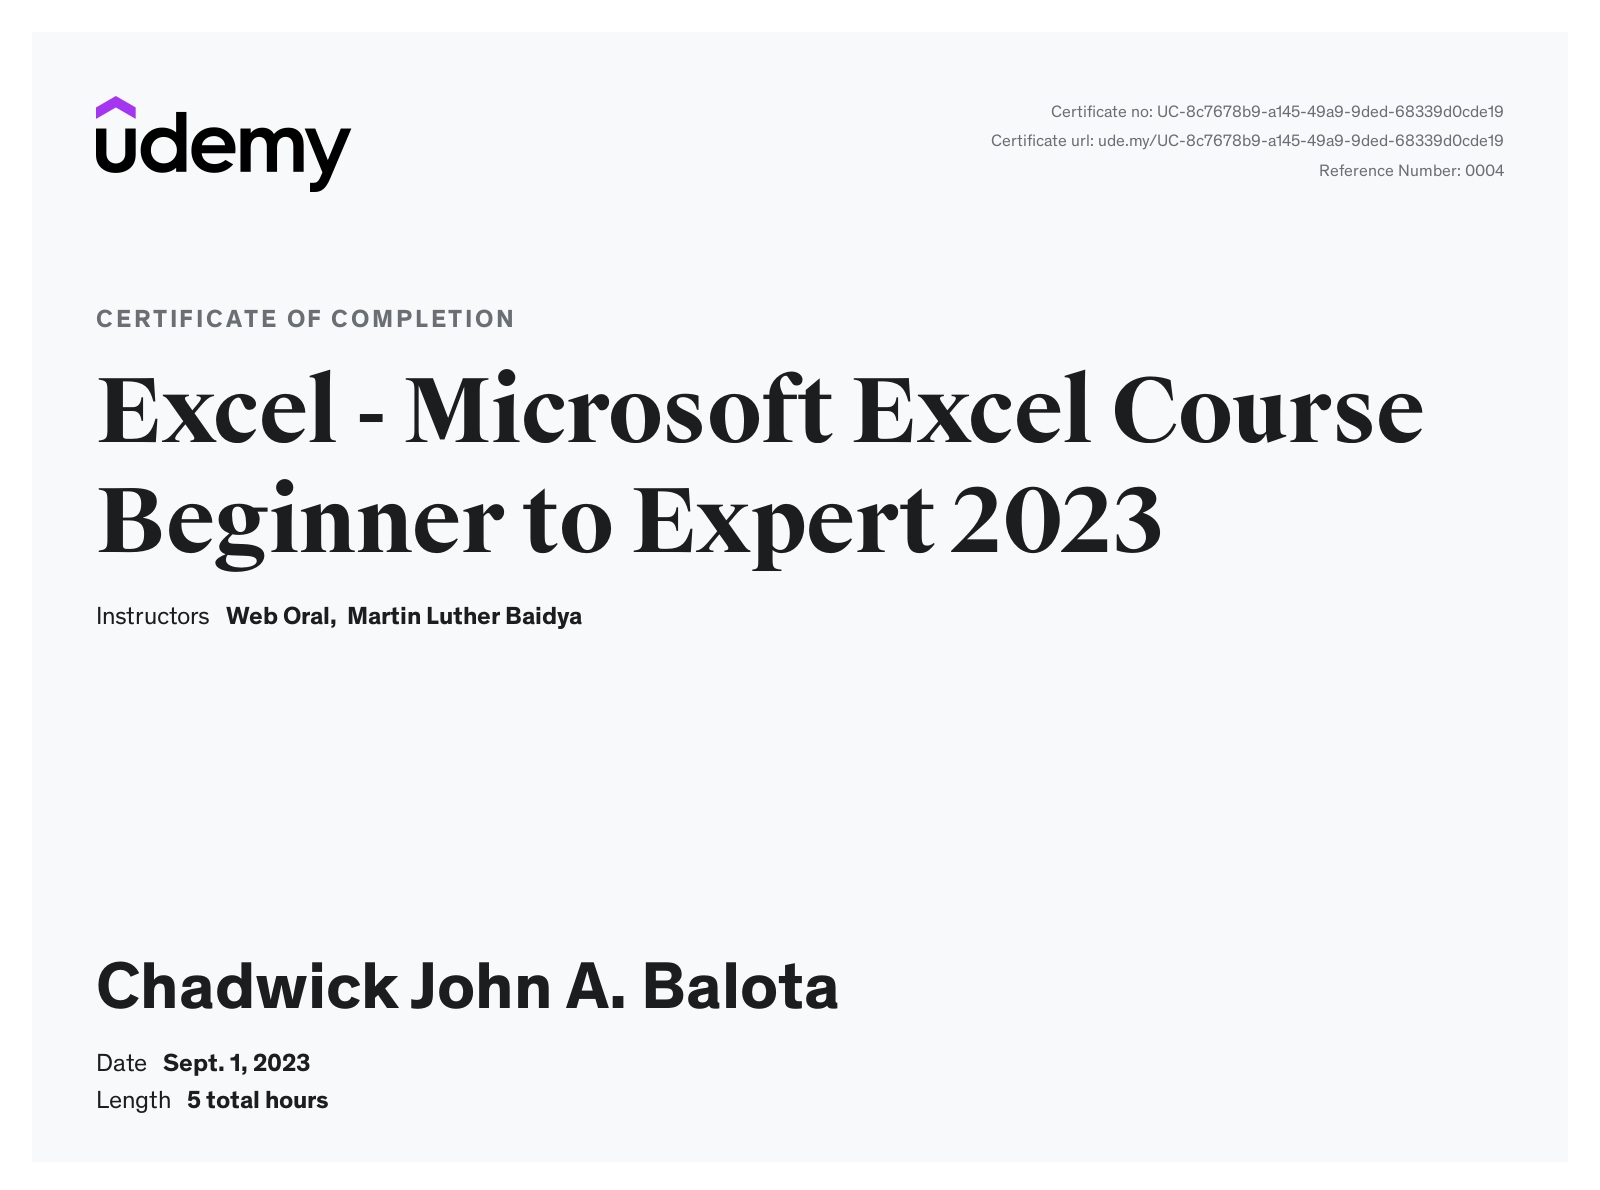 udemy
Certificate no: UC-8c7678b9-a145-49a9-9ded-68339d0cde19
Certificate url: ude.my/UC-8c7678b9-a145-49a9-9ded-68339d0cde19
Reference Number: 0004
CERTIFICATE OF COMPLETION
Excel - Microsoft Excel Course
Beginner to Expert 2023
Instructors Web Oral, Martin Luther Baidya
Chadwick John A. Balota
Date Sept. 1, 2023
Length 5 total hours